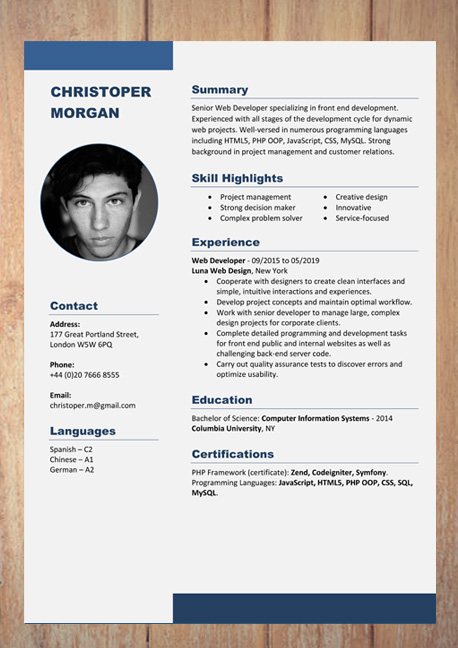 CHRISTOPER
MORGAN
Contact
Address:
177 Great Portland Street,
London W5W 6PQ
Phone:
+44 (0)20 7666 8555
Email:
christoper.m@gmail.com
Languages
Spanish – C2
Chinese – A1
German – A2
Summary
Senior Web Developer specializing in front end development.
Experienced with all stages of the development cycle for dynamic
web projects. Well-versed in numerous programming languages
including HTML5, PHP OOP, JavaScript, CSS, MySQL. Strong
background in project management and customer relations.
Skill Highlights
• Project management
• Strong decision maker
• Complex problem solver
• Creative design
• Innovative
• Service-focused
Experience
Web Developer - 09/2015 to 05/2019
Luna Web Design, New York
• Cooperate with designers to create clean interfaces and
simple, intuitive interactions and experiences.
• Develop project concepts and maintain optimal workflow.
• Work with senior developer to manage large, complex
design projects for corporate clients.
• Complete detailed programming and development tasks
for front end public and internal websites as well as
challenging back-end server code.
• Carry out quality assurance tests to discover errors and
optimize usability.
Education
Bachelor of Science: Computer Information Systems - 2014
Columbia University, NY
Certifications
PHP Framework (certificate): Zend, Codeigniter, Symfony.
Programming Languages: JavaScript, HTML5, PHP OOP, CSS, SQL,
MySQL.